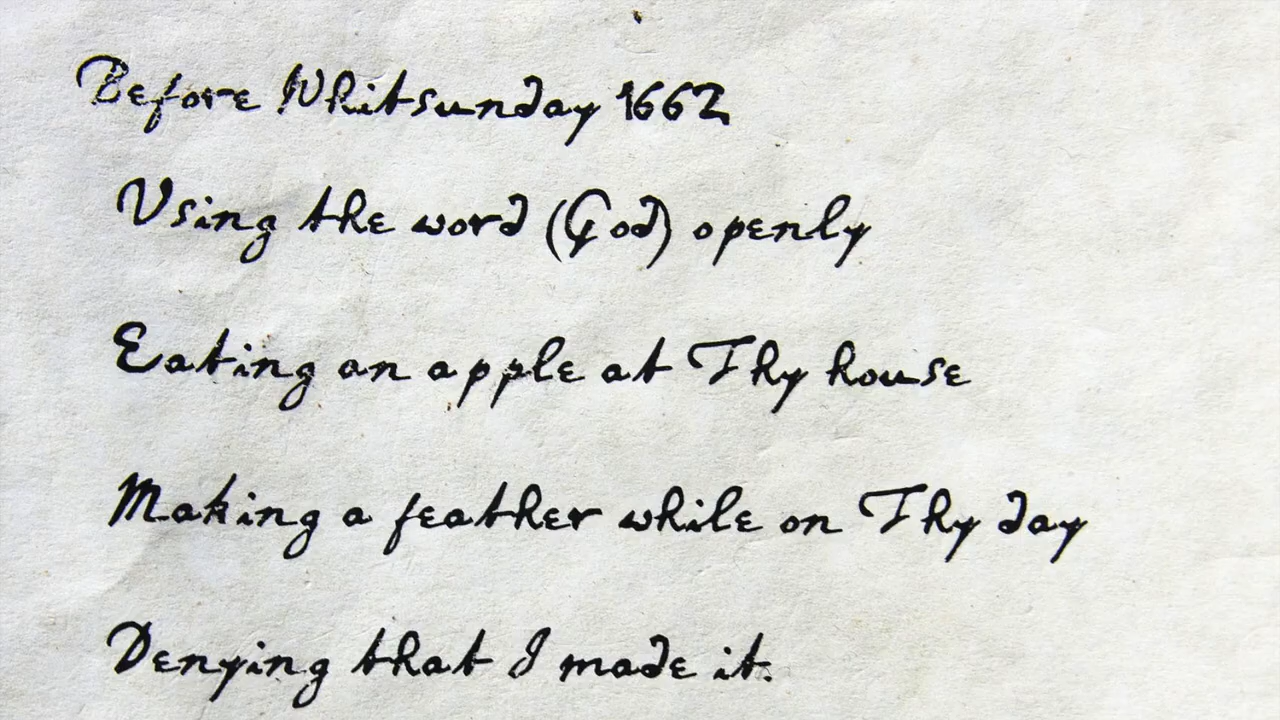 Before Whitsunday 1662
Using the word (God) openly
Eating an apple at Thy house
Making a feather while on Thy day
Denying that I made it.